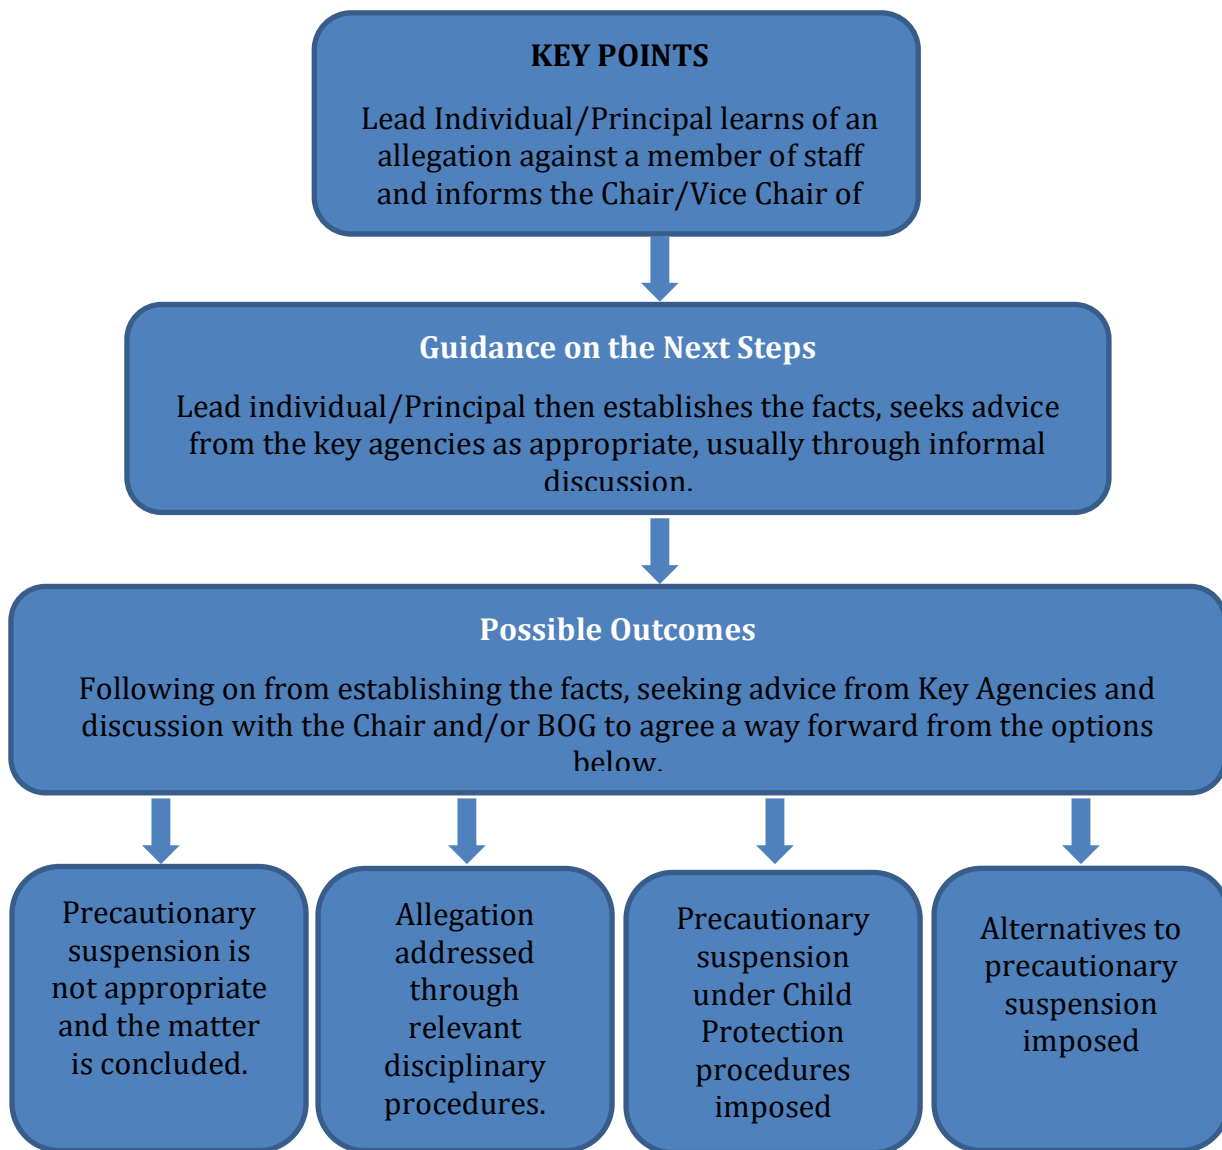 KEY POINTS
Lead Individual/Principal learns of an
allegation against a member of staff
and informs the Chair/Vice Chair of
Guidance on the Next Steps
Lead individual/Principal then establishes the facts, seeks advice
from the key agencies as appropriate, usually through informal
discussion.
Possible Outcomes
Following on from establishing the facts, seeking advice from Key Agencies and
discussion with the Chair and/or BOG to agree a way forward from the options
below.
Precautionary
suspension is
not appropriate
and the matter
is concluded.
Allegation
addressed
through
relevant
disciplinary
procedures.
Precautionary
suspension
under Child
Protection
procedures
imposed
Alternatives to
precautionary
suspension
imposed